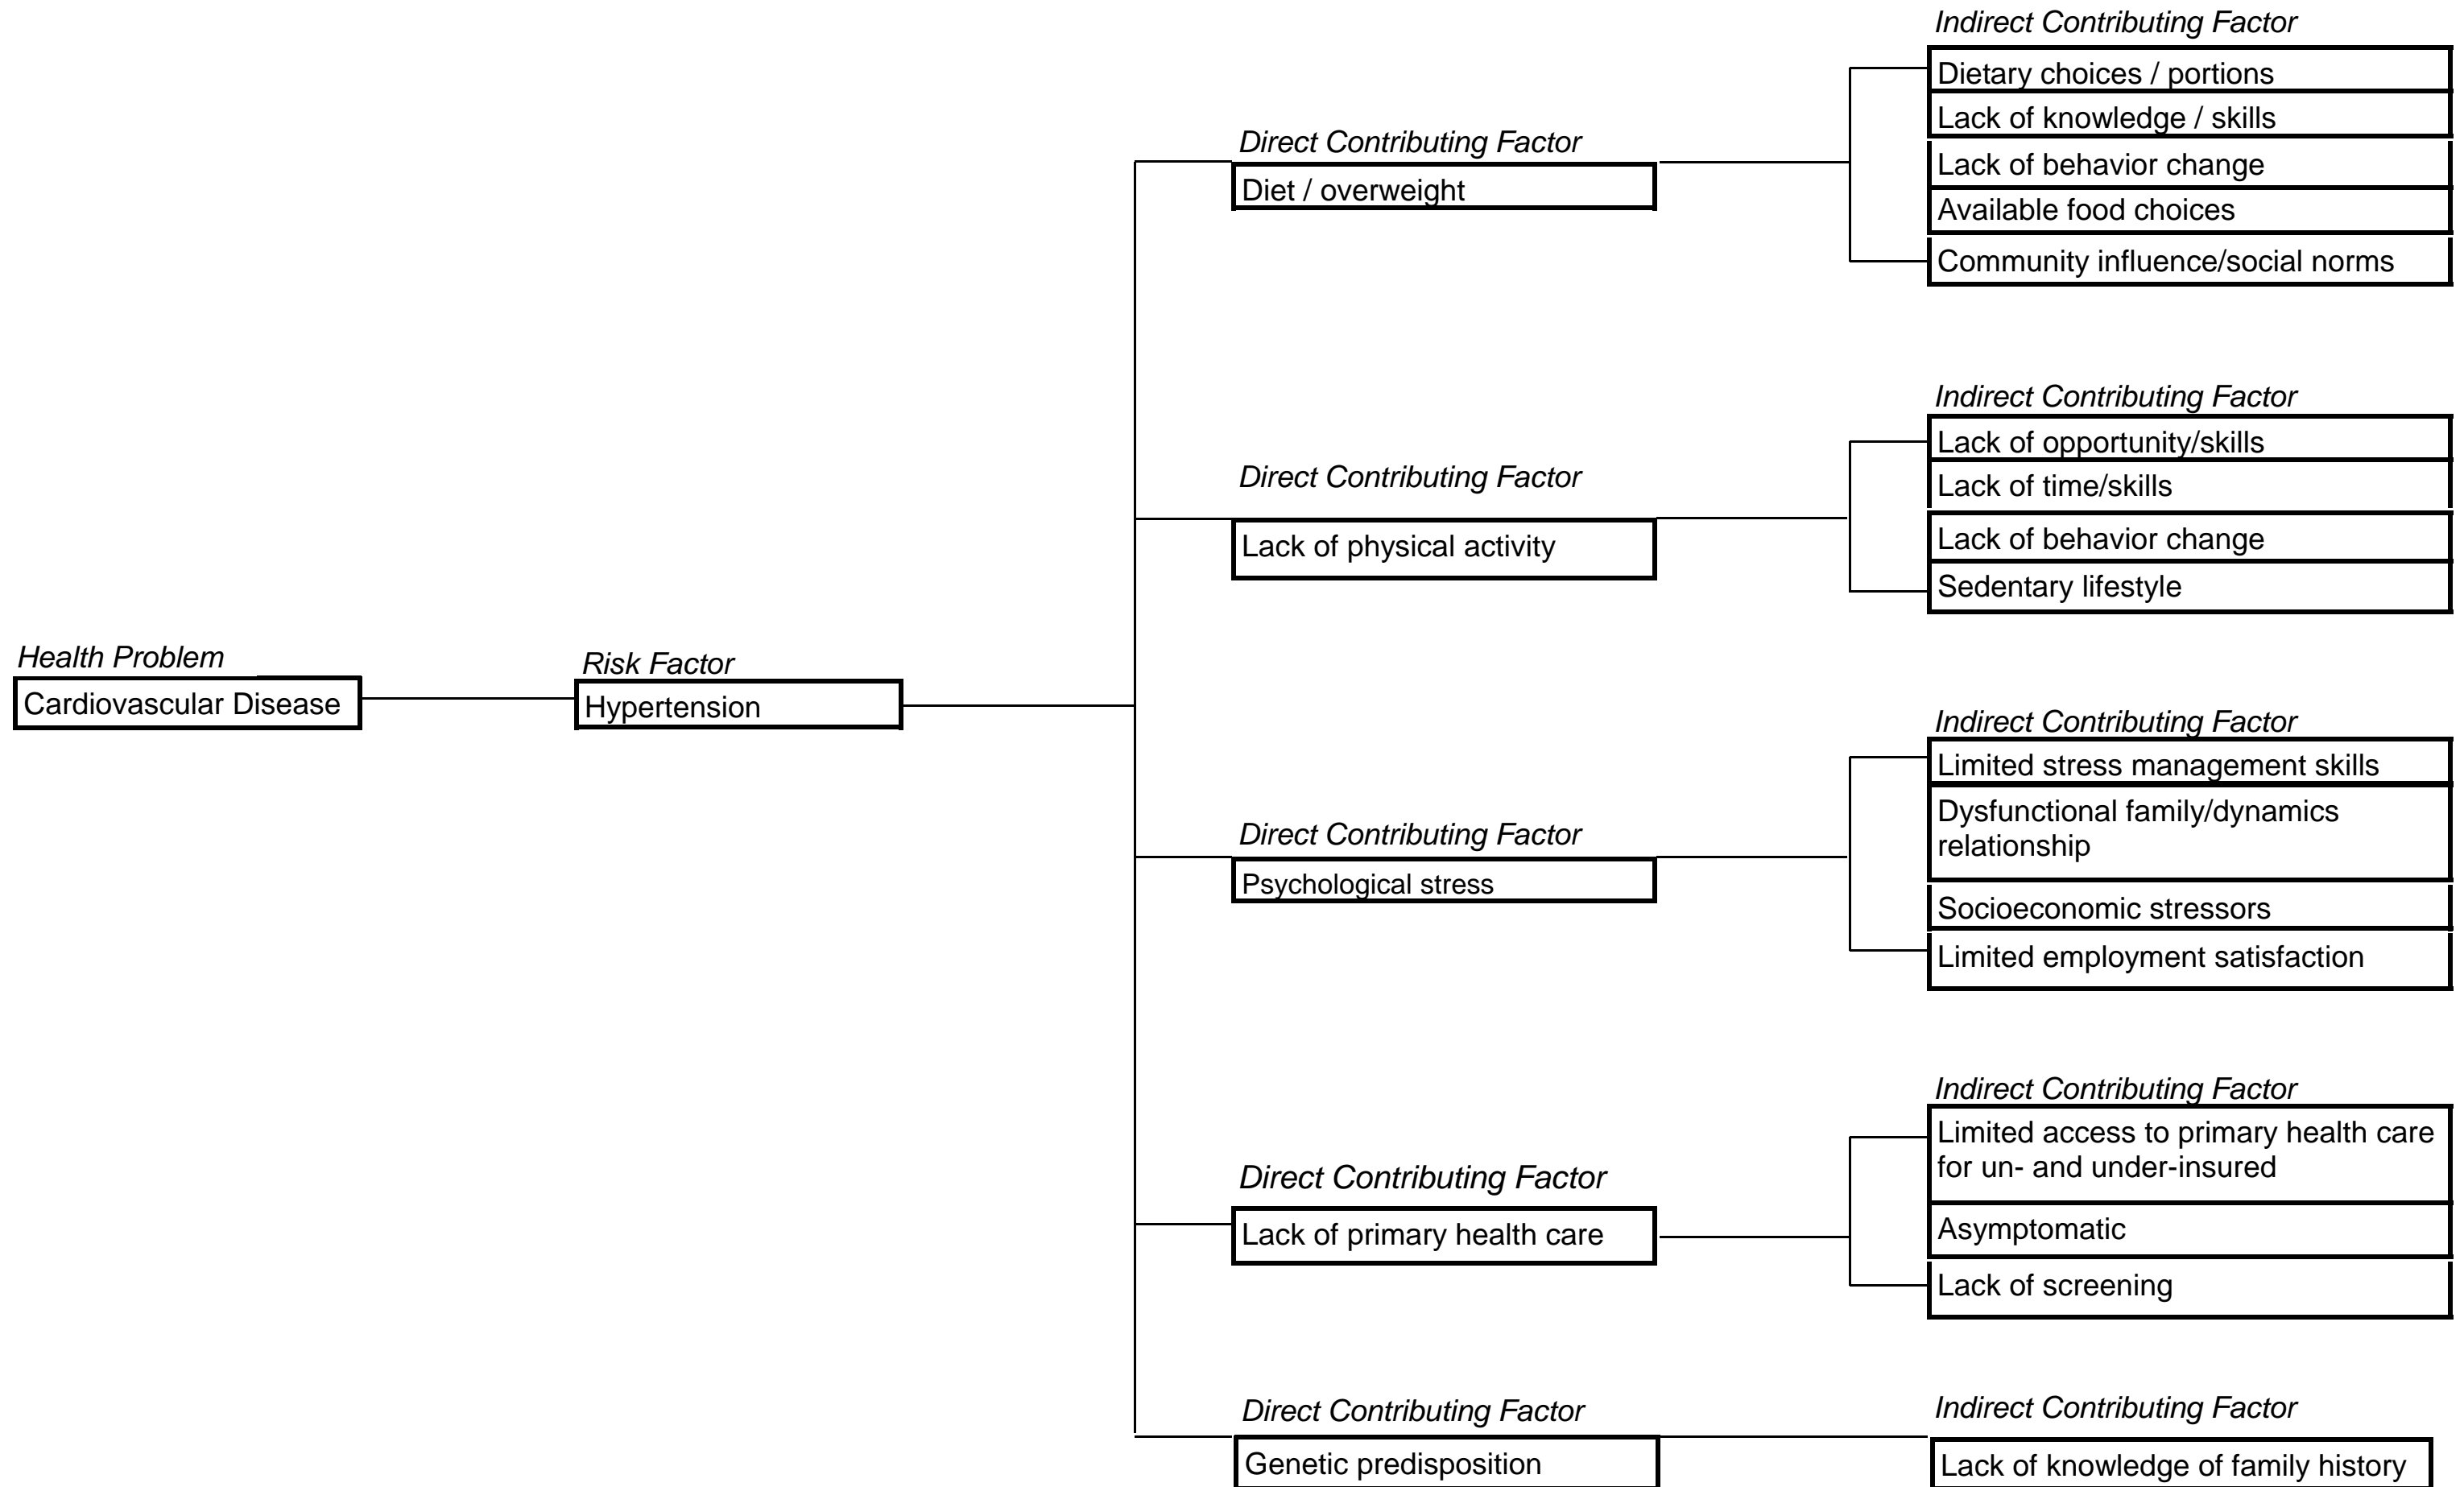 Health Problem
Cardiovascular Disease
Risk Factor
Hypertension
Direct Contributing Factor
Diet / overweight
Indirect Contributing Factor
Dietary choices / portions
Lack of knowledge / skills
Lack of behavior change
Available food choices
Community influence/social norms
Direct Contributing Factor
Lack of physical activity
Indirect Contributing Factor
Lack of opportunity/skills
Lack of time/skills
Lack of behavior change
Sedentary lifestyle
Direct Contributing Factor
Psychological stress
Indirect Contributing Factor
Limited stress management skills
Dysfunctional family/dynamics
relationship
Socioeconomic stressors
Limited employment satisfaction
Direct Contributing Factor
Lack of primary health care
Indirect Contributing Factor
Limited access to primary health care
for un- and under-insured
Asymptomatic
Lack of screening
Direct Contributing Factor
Genetic predisposition
Indirect Contributing Factor
Lack of knowledge of family history